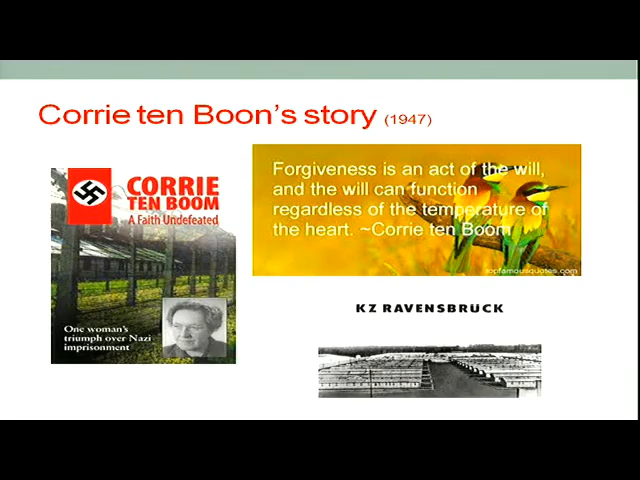 Corrie ten Boon's story (1947)
CORRIE
TEN BOOM
A Faith Undefeated
One woman's
triumph over Nazi
imprisonment
Forgiveness is an act of the will,
and the will can function
regardless of the temperature of
the heart. ~Corrie ten Boom
topfamousquotes.com
KZ RAVENSBRUCK